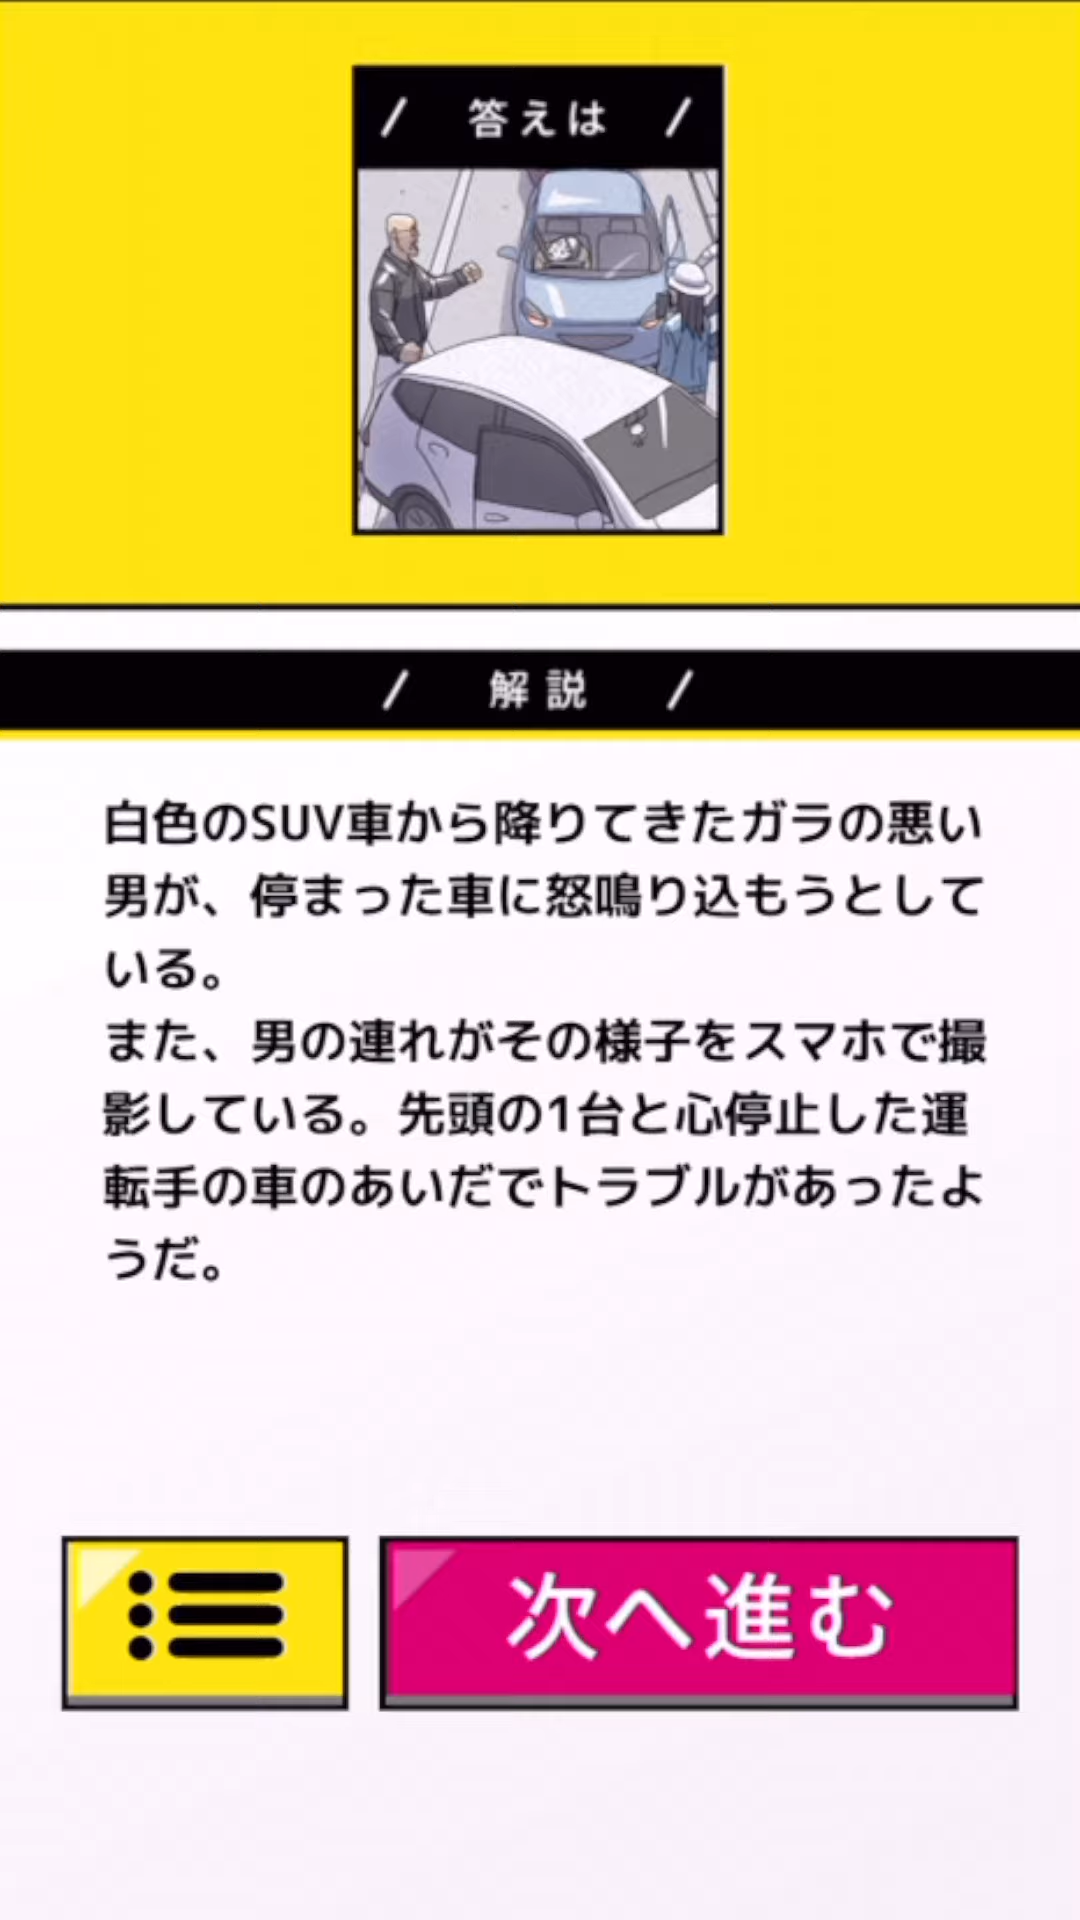 答えは
解説
白色のSUV車から降りてきたガラの悪い
男が、停まった車に怒鳴り込もうとして
いる。
また、男の連れがその様子をスマホで撮
影している。先頭の1台と心停止した運
転手の車のあいだでトラブルがあったよ
うだ。
次へ進む